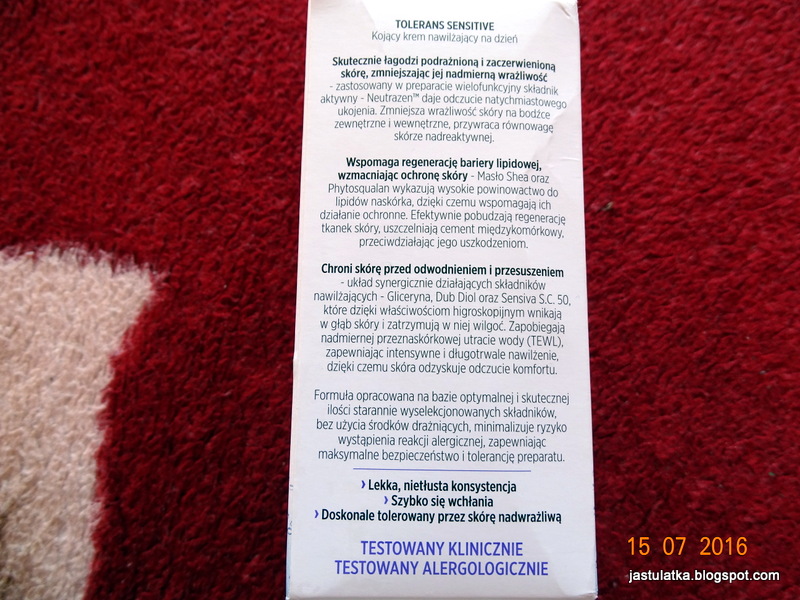 TOLERANS SENSITIVE
Kojący krem nawilżający na dzień
Skutecznie łagodzi podrażnioną i zaczerwienioną
skórę, zmniejszając jej nadmierną wrażliwość
- zastosowany w preparacie wielofunkcyjny składnik
aktywny - Neutrazen™ daje odczucie natychmiastowego
ukojenia. Zmniejsza wrażliwość skóry na bodźce
zewnętrzne i wewnętrzne, przywraca równowagę
skórze nadreaktywnej.
Wspomaga regenerację bariery lipidowej,
wzmacniając ochronę skóry - Masło Shea oraz
Phytosqualan wykazują wysokie powinowactwo do
lipidów naskórka, dzięki czemu wspomagają ich
działanie ochronne. Efektywnie pobudzają regenerację
tkanek skóry, uszczelniają cement międzykomórkowy,
przeciwdziałając jego uszkodzeniom.
Chroni skórę przed odwodnieniem i przesuszeniem
- układ synergicznie działających składników
nawilżających - Gliceryna, Dub Diol oraz Sensiva S.C. 50,
które dzięki właściwościom higroskopijnym wnikają
w głąb skóry i zatrzymują w niej wilgoć. Zapobiegają
nadmiernej przeznaskórkowej utracie wody (TEWL),
zapewniając intensywne i długotrwałe nawilżenie,
dzięki czemu skóra odzyskuje odczucie komfortu.
Formuła opracowana na bazie optymalnej i skutecznej
ilości starannie wyselekcjonowanych składników,
bez użycia środków drażniących, minimalizuje ryzyko
wystąpienia reakcji alergicznej, zapewniając
maksymalne bezpieczeństwo i tolerancję preparatu.
› Lekka, nietłusta konsystencja
› Szybko się wchłania
› Doskonale tolerowany przez skórę nadwrażliwą
TESTOWANY KLINICZNIE
TESTOWANY ALERGOLOGICZNIE
15 07 2016
jastulatka.blogspot.com